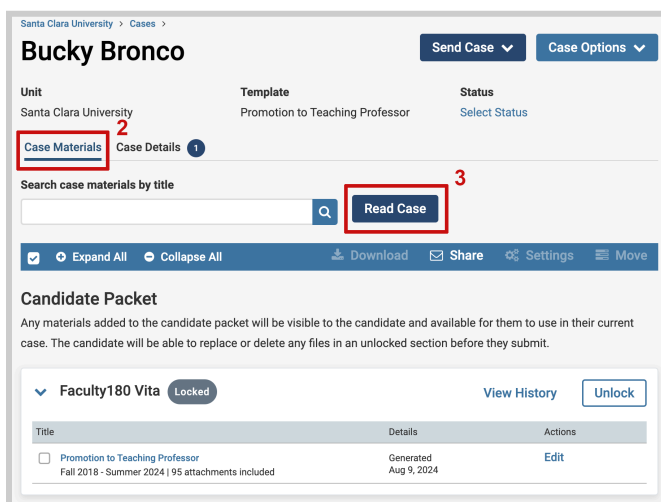 Santa Clara University > Cases >
Bucky Bronco
Send Case
Case Options
Unit
Template
Status
Santa Clara University
Promotion to Teaching Professor
Select Status
2
Case Materials
Case Details 1
3
Search case materials by title
Read Case
Expand All
Collapse All
Download
Share
Settings
Move
Candidate Packet
Any materials added to the candidate packet will be visible to the candidate and available for them to use in their current
case. The candidate will be able to replace or delete any files in an unlocked section before they submit.
Faculty180 Vita Locked
View History
Unlock
Title
Details
Actions
Promotion to Teaching Professor
Generated
Edit
Fall 2018 - Summer 2024 | 95 attachments included
Aug 9, 2024